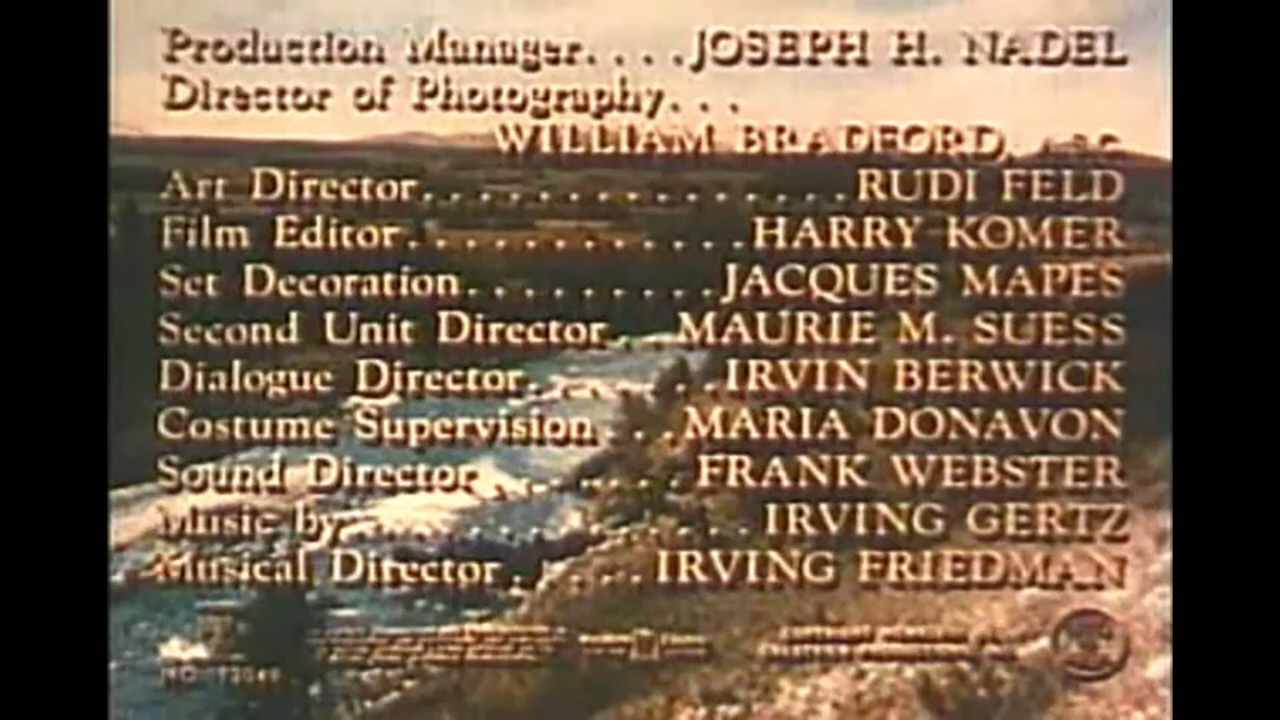 Production Manager....JOSEPH H. NADEL
Director of Photography...
WILLIAM BRADFORD, A.S.C.
Art Director...............RUDI FELD
Film Editor............HARRY KOMER
Set Decoration.........JACQUES MAPES
Second Unit Director..MAURIE M. SUESS
Dialogue Director.......IRVIN BERWICK
Costume Supervision...MARIA DONAVON
Sound Director.......FRANK WEBSTER
Music by..............IRVING GERTZ
Musical Director......IRVING FRIEDMAN
NO.